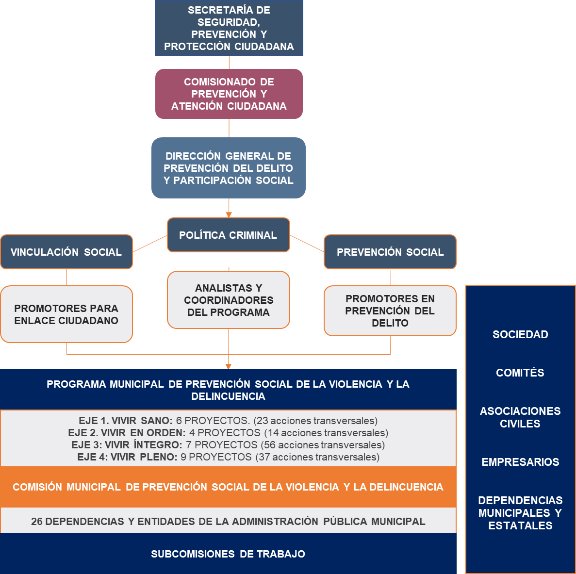 SECRETARÍA DE
SEGURIDAD,
PREVENCIÓN Y
PROTECCIÓN CIUDADANA
COMISIONADO DE
PREVENCIÓN Y
ATENCIÓN CIUDADANA
DIRECCIÓN GENERAL DE
PREVENCIÓN DEL DELITO
Y PARTICIPACIÓN SOCIAL
POLÍTICA CRIMINAL
VINCULACIÓN SOCIAL
PREVENCIÓN SOCIAL
PROMOTORES PARA
ENLACE CIUDADANO
ANALISTAS Y
COORDINADORES
DEL PROGRAMA
PROMOTORES EN
PREVENCIÓN DEL
DELITO
PROGRAMA MUNICIPAL DE PREVENCIÓN SOCIAL DE LA VIOLENCIA Y LA
DELINCUENCIA
EJE 1. VIVIR SANO: 6 PROYECTOS. (23 acciones transversales)
EJE 2. VIVIR EN ORDEN: 4 PROYECTOS (14 acciones transversales)
EJE 3: VIVIR ÍNTEGRO: 7 PROYECTOS (56 acciones transversales)
EJE 4: VIVIR PLENO: 9 PROYECTOS (37 acciones transversales)
COMISIÓN MUNICIPAL DE PREVENCIÓN SOCIAL DE LA VIOLENCIA Y LA DELINCUENCIA
26 DEPENDENCIAS Y ENTIDADES DE LA ADMINISTRACIÓN PÚBLICA MUNICIPAL
SUBCOMISIONES DE TRABAJO
SOCIEDAD
COMITÉS
ASOCIACIONES
CIVILES
EMPRESARIOS
DEPENDENCIAS
MUNICIPALES Y
ESTATALES